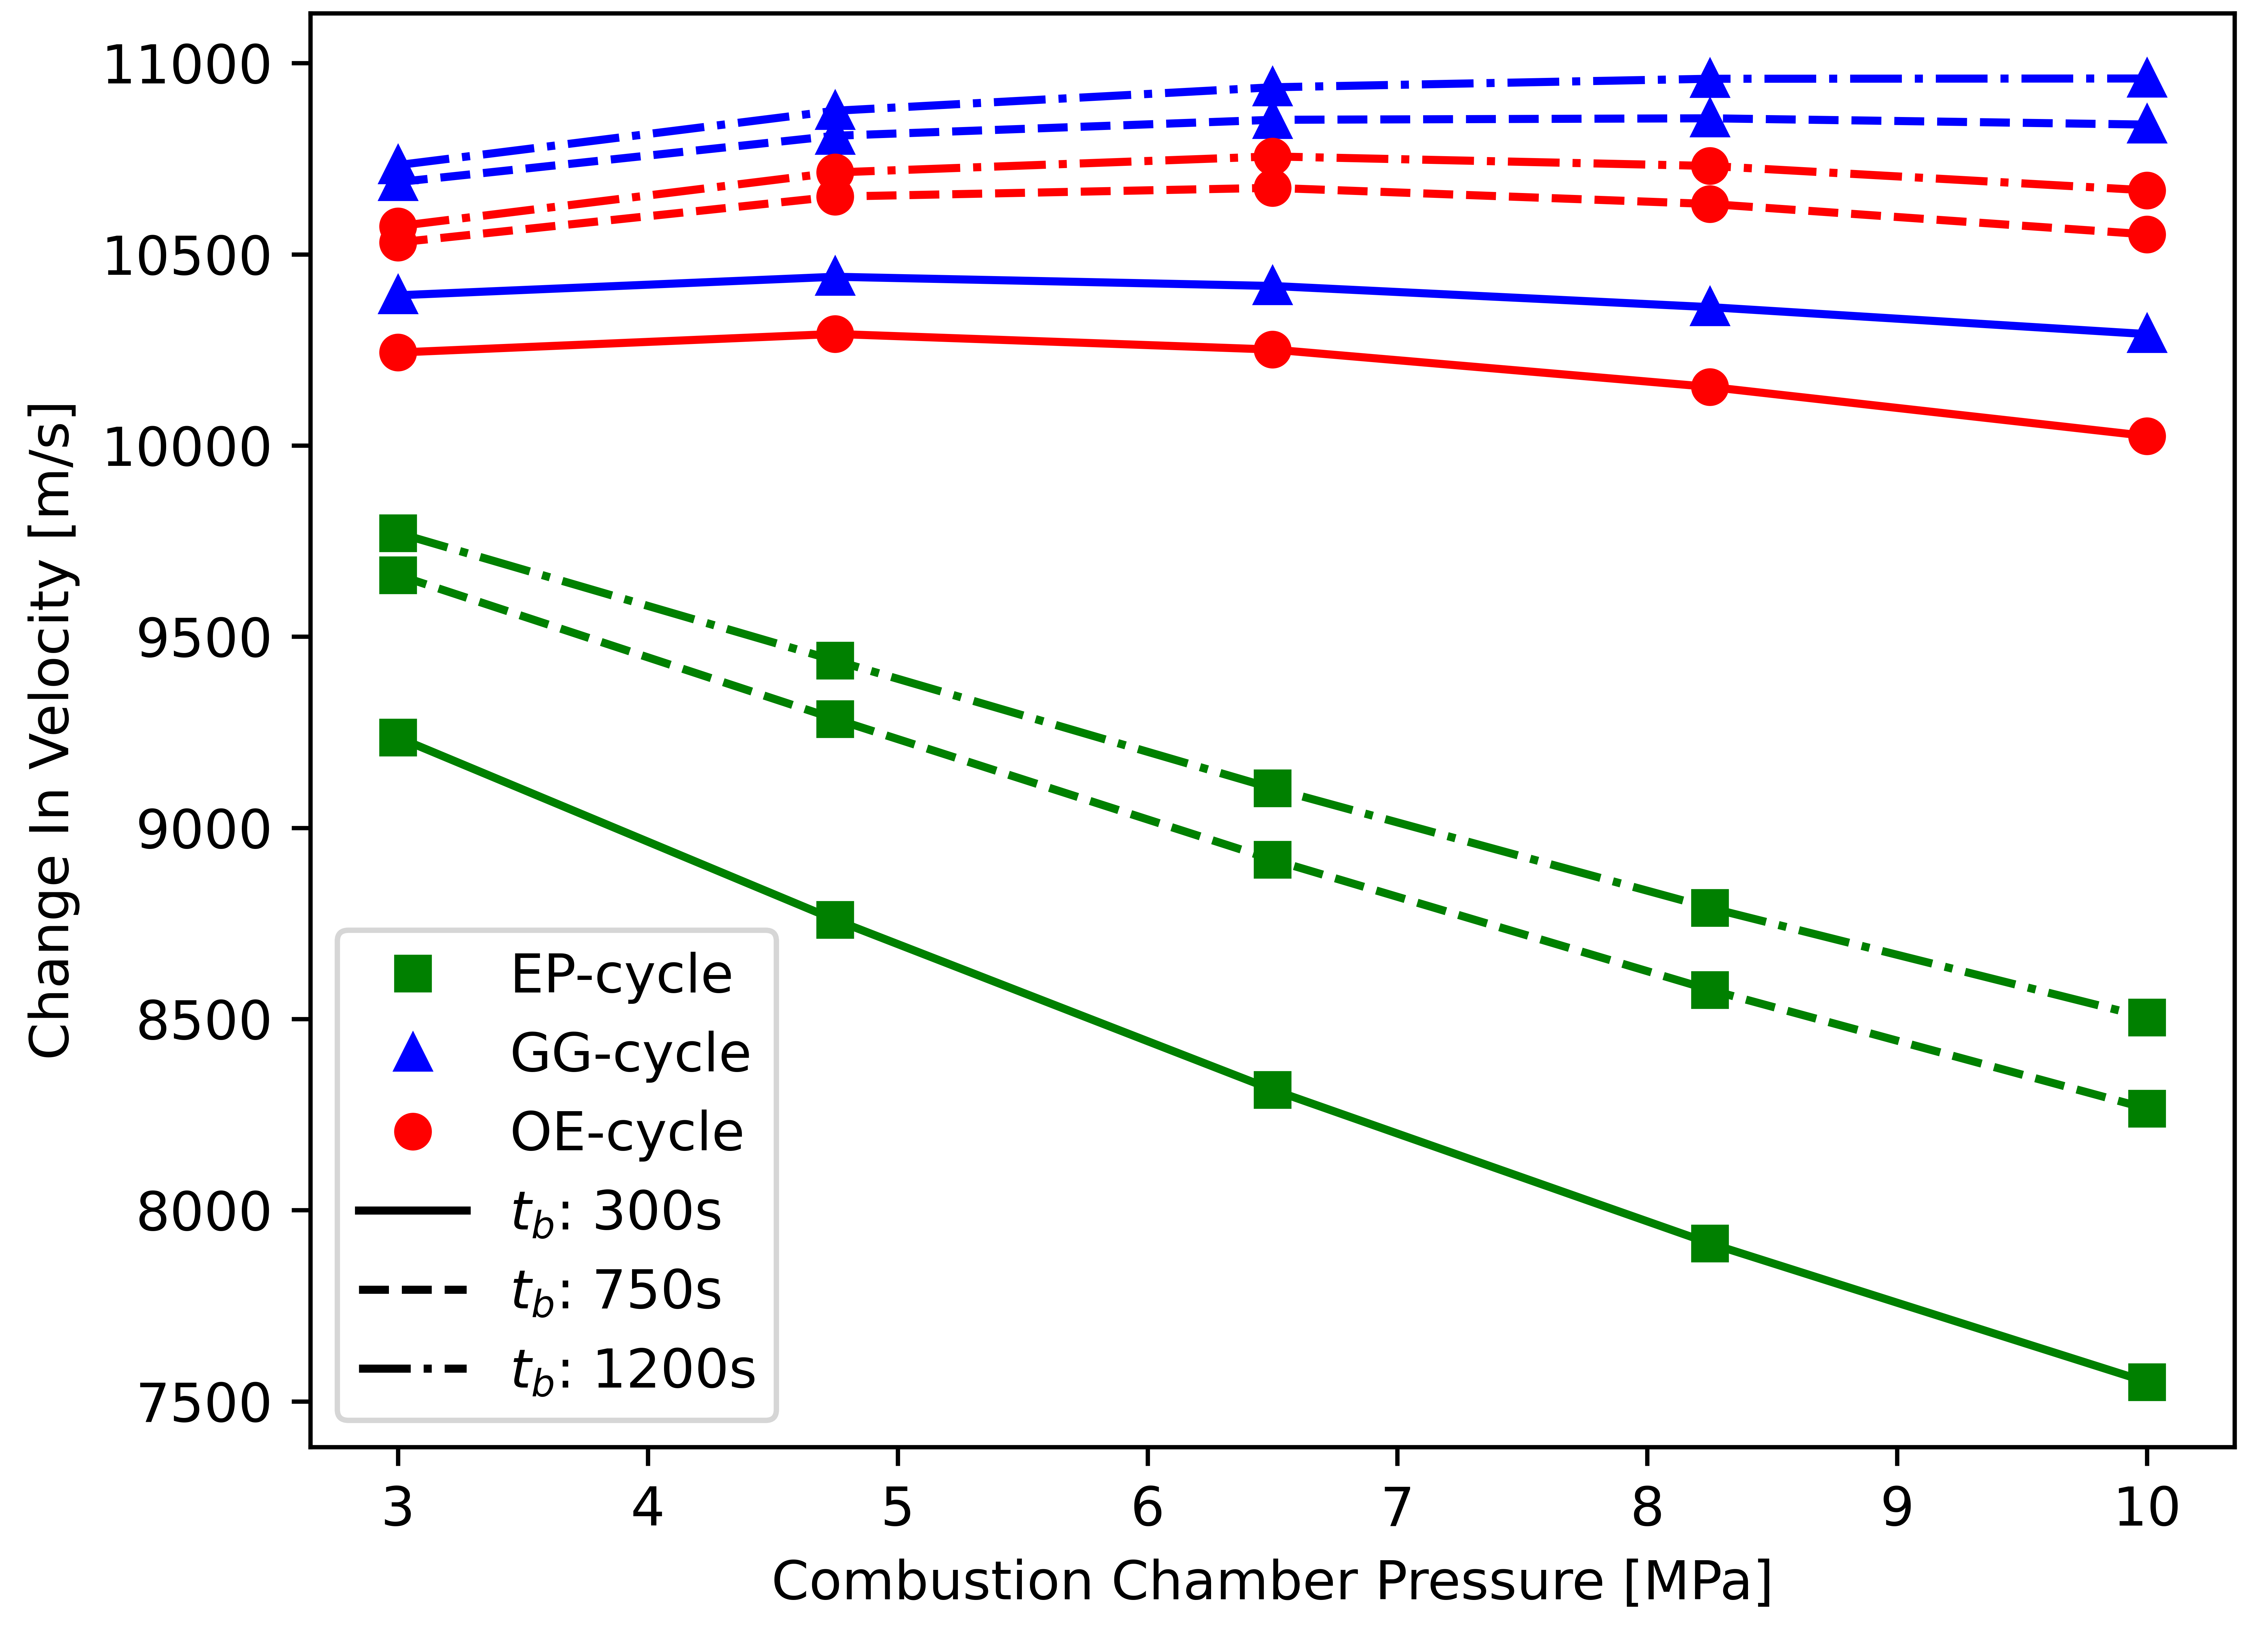 Change In Velocity [m/s]
11000
10500
10000
9500
9000
8500
8000
7500
EP-cycle
GG-cycle
OE-cycle
t_b: 300s
t_b: 750s
t_b: 1200s
3 4 5 6 7 8 9 10
Combustion Chamber Pressure [MPa]